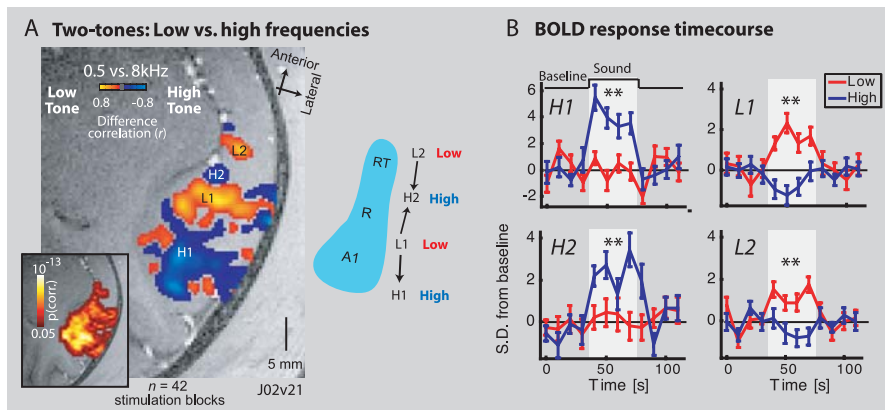 A Two-tones: Low vs. high frequencies
Anterior
Lateral
0.5 vs. 8kHz
Low Tone
High Tone
0.8 -0.8
Difference correlation (r)
L2
H2
L1
H1
10-13
p(corr.)
0.05
n = 42
stimulation blocks
J02v21
5 mm
RT
R
A1
L2 Low
H2 High
L1 Low
H1 High
B BOLD response timecourse
Baseline Sound
Low
High
H1
**
6
4
2
0
-2
L1
**
4
2
0
H2
**
4
2
0
0 50 100
Time [s]
L2
**
4
2
0
0 50 100
Time [s]
S.D. from baseline